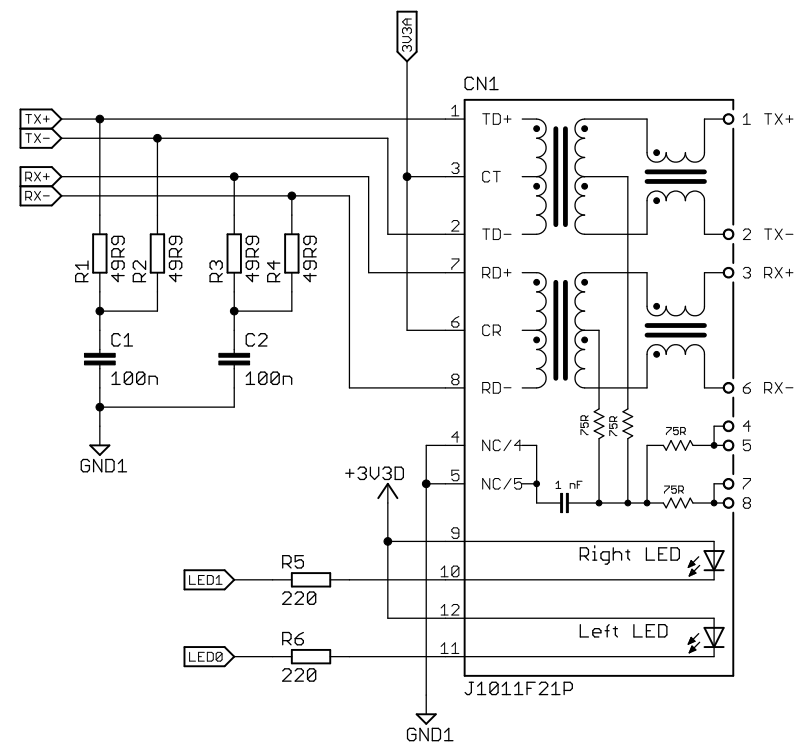 3V3A
CN1
TX+
TX-
RX+
RX-
1
TD+
3
CT
2
TD-
7
RD+
6
CR
8
RD-
4
NC/4
5
NC/5
1 TX+
2 TX-
3 RX+
6 RX-
4
5
7
8
R1
49R9
R2
49R9
R3
49R9
R4
49R9
C1
100n
C2
100n
GND1
75R
75R
75R
75R
1 nF
+3V3D
9
Right LED
10
LED1
R5
220
12
Left LED
11
LED0
R6
220
J1011F21P
GND1